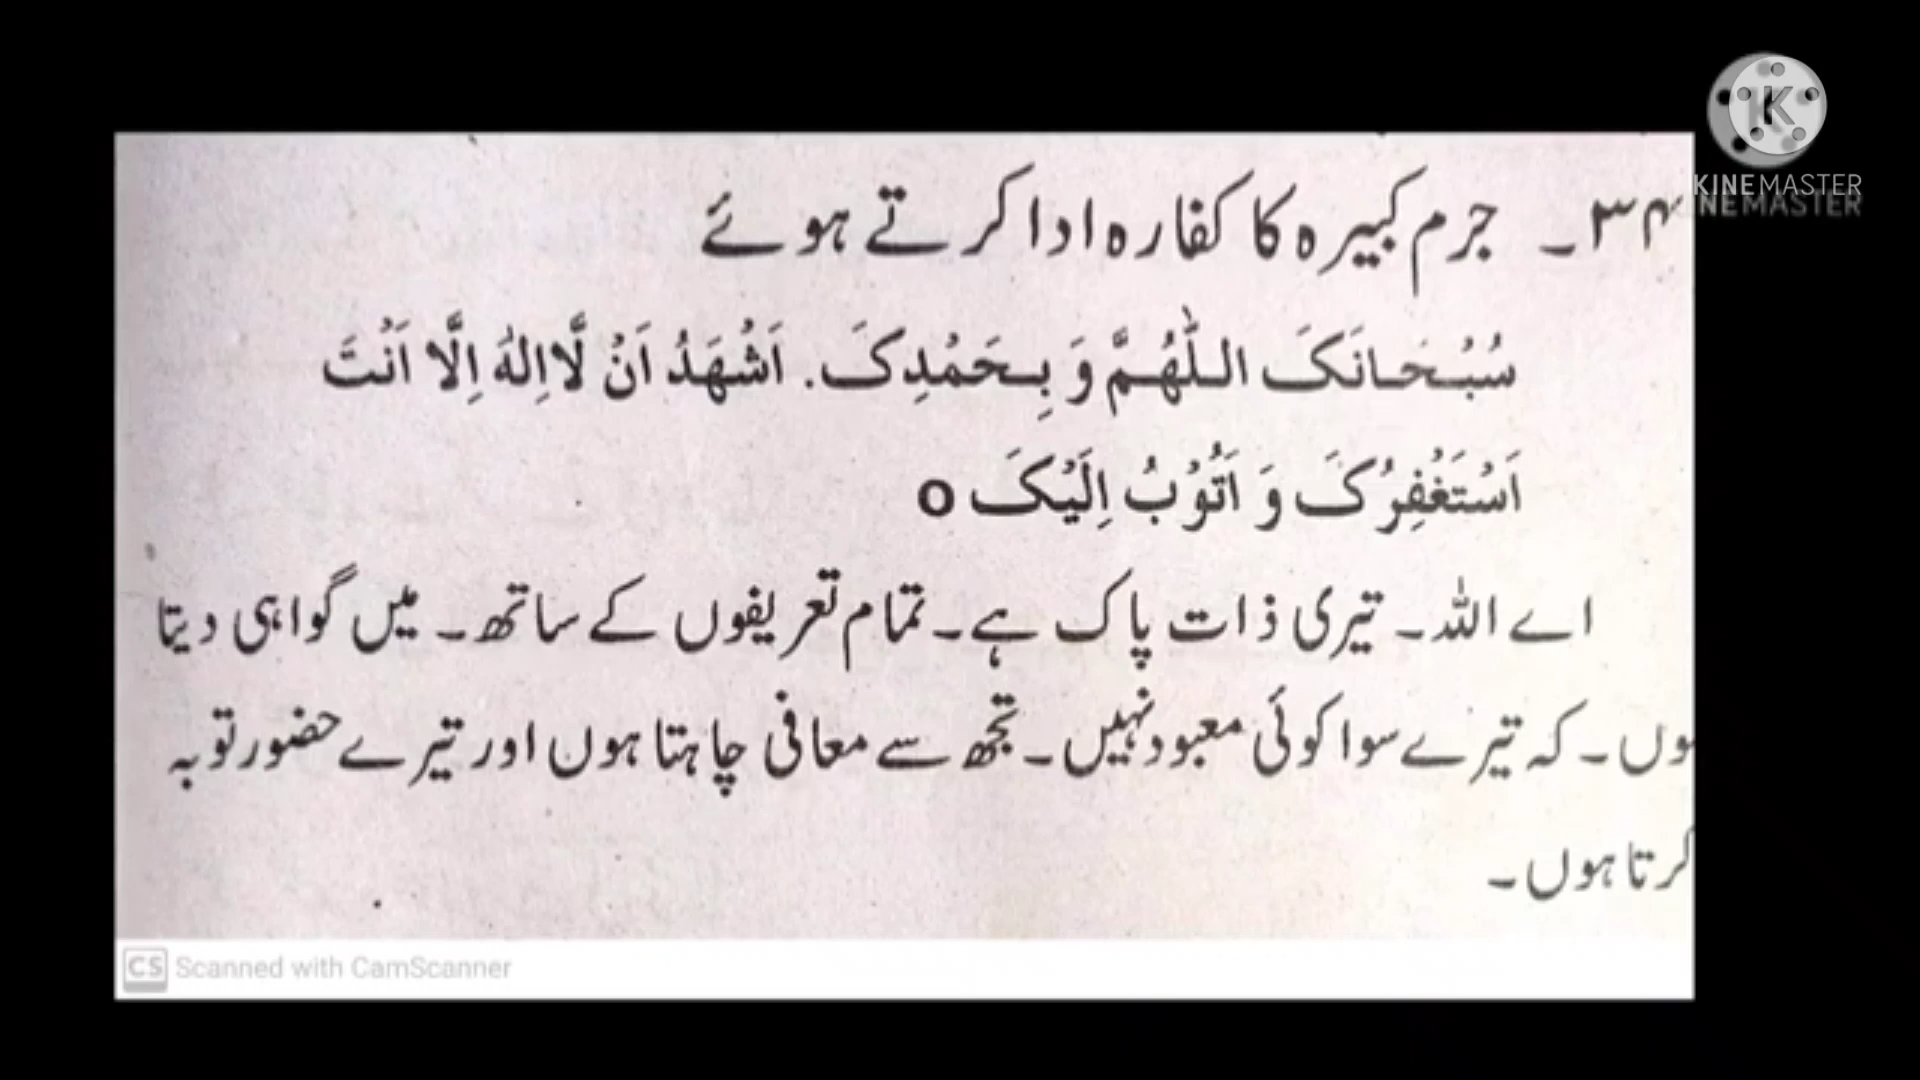 KINEMASTER
۳۴۔ جرم کبیرہ کا کفارہ ادا کرتے ہوئے
سُبْحَانَکَ اللّٰهُمَّ وَ بِحَمْدِکَ. اَشْهَدُ اَنْ لَّا اِلٰهَ اِلَّا اَنْتَ
اَسْتَغْفِرُکَ وَ اَتُوْبُ اِلَیْکَ o
اے اللہ۔ تیری ذات پاک ہے۔ تمام تعریفوں کے ساتھ۔ میں گواہی دیتا
ہوں۔ کہ تیرے سوا کوئی معبود نہیں۔ تجھ سے معافی چاہتا ہوں اور تیرے حضور توبہ
کرتا ہوں۔
CS Scanned with CamScanner